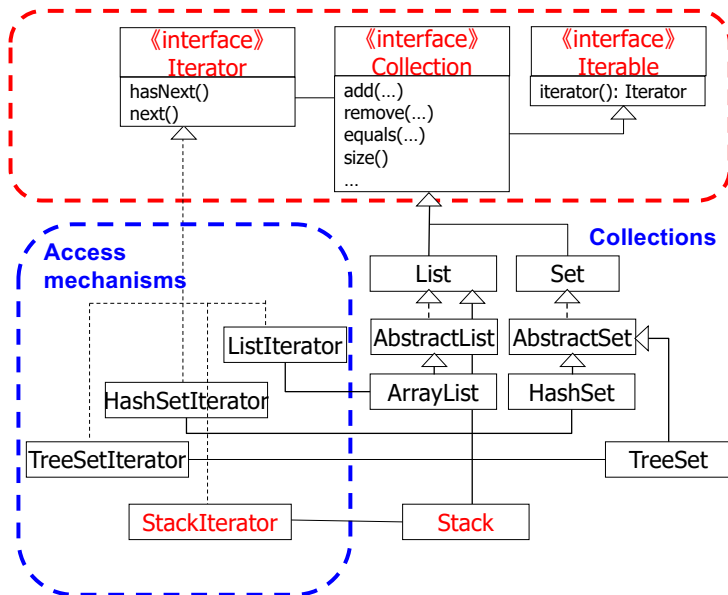 《interface》
Iterator
hasNext()
next()
《interface》
Collection
add(...)
remove(...)
equals(...)
size()
...
《interface》
Iterable
iterator(): Iterator
Access
mechanisms
Collections
List
Set
ListIterator
AbstractList
AbstractSet
HashSetIterator
ArrayList
HashSet
TreeSetIterator
TreeSet
StackIterator
Stack